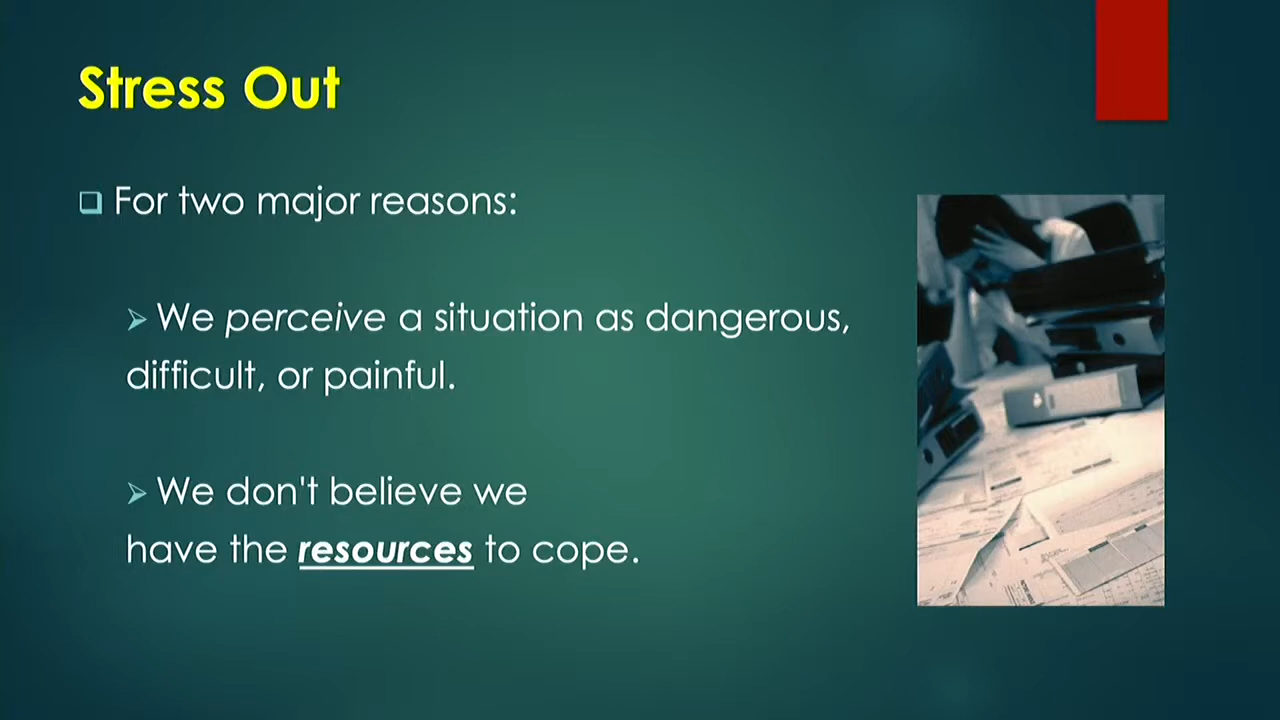 Stress Out
❑ For two major reasons:
➢ We perceive a situation as dangerous,
difficult, or painful.
➢ We don't believe we
have the resources to cope.